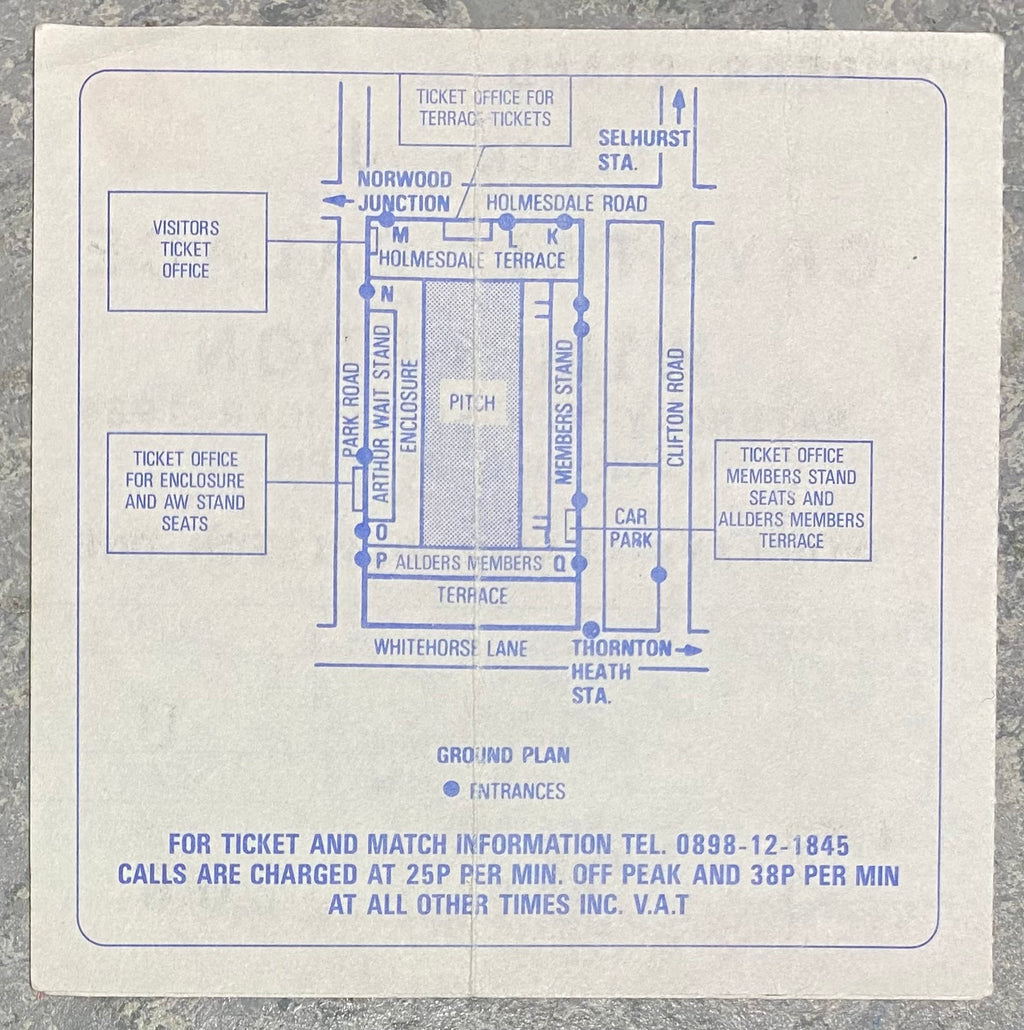 TICKET OFFICE FOR
TERRACE TICKETS
SELHURST
STA.
NORWOOD
JUNCTION
HOLMESDALE ROAD
VISITORS
TICKET
OFFICE
M
L
K
HOLMESDALE TERRACE
N
PARK ROAD
ARTHUR WAIT STAND
ENCLOSURE
PITCH
MEMBERS STAND
CLIFTON ROAD
TICKET OFFICE
FOR ENCLOSURE
AND AW STAND
SEATS
TICKET OFFICE
MEMBERS STAND
SEATS AND
ALLDERS MEMBERS
TERRACE
CAR
PARK
O
P ALLDERS MEMBERS Q
TERRACE
WHITEHORSE LANE
THORNTON
HEATH
STA.
GROUND PLAN
ENTRANCES
FOR TICKET AND MATCH INFORMATION TEL. 0898-12-1845
CALLS ARE CHARGED AT 25P PER MIN. OFF PEAK AND 38P PER MIN
AT ALL OTHER TIMES INC. V.A.T